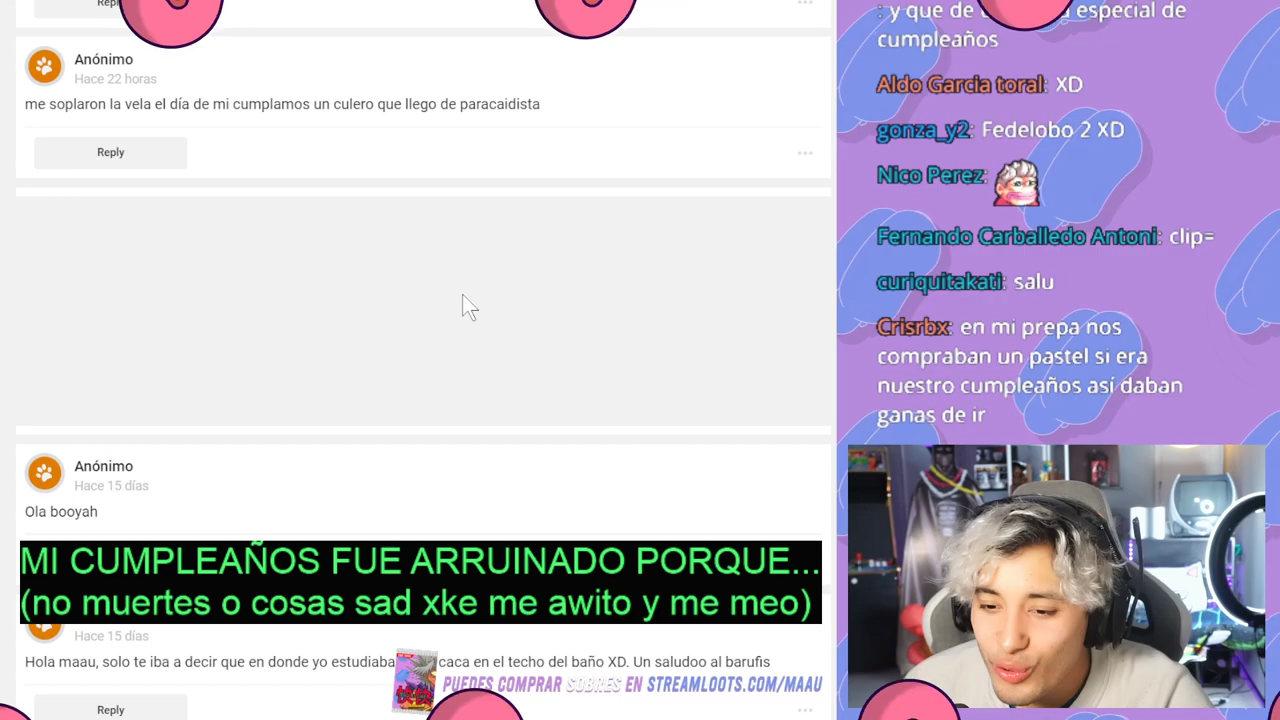 Reply
Anónimo
Hace 22 horas
me soplaron la vela el día de mi cumplamos un culero que llego de paracaidista
Reply
Anónimo
Hace 15 días
Ola booyah
MI CUMPLEAÑOS FUE ARRUINADO PORQUE...
(no muertes o cosas sad xke me awito y me meo)
Hace 15 días
Hola maau, solo te iba a decir que en donde yo estudiaba caca en el techo del baño XD. Un saludoo al barufis
PUEDES COMPRAR SOBRES EN STREAMLOOTS.COM/MAAU
Reply
: y que de especial de
cumpleaños
Aldo Garcia toral: XD
gonza_y2: Fedelobo 2 XD
Nico Perez:
Fernando Carballedo Antoni: clip=
curiquitakati: salu
Crisrbx: en mi prepa nos
compraban un pastel si era
nuestro cumpleaños así daban
ganas de ir